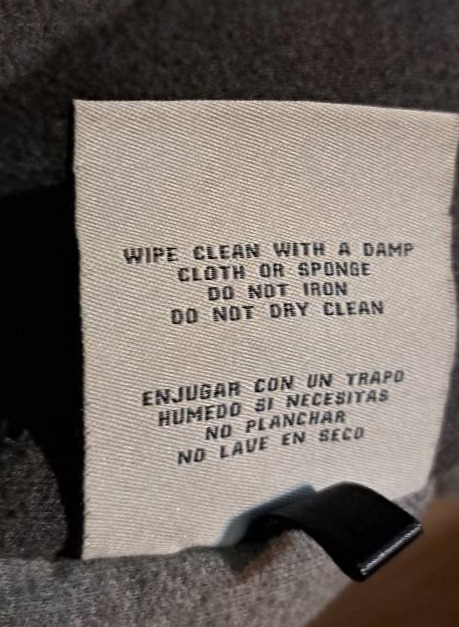 WIPE CLEAN WITH A DAMP
CLOTH OR SPONGE
DO NOT IRON
DO NOT DRY CLEAN
ENJUGAR CON UN TRAPO
HUMEDO SI NECESITAS
NO PLANCHAR
NO LAVE EN SECO